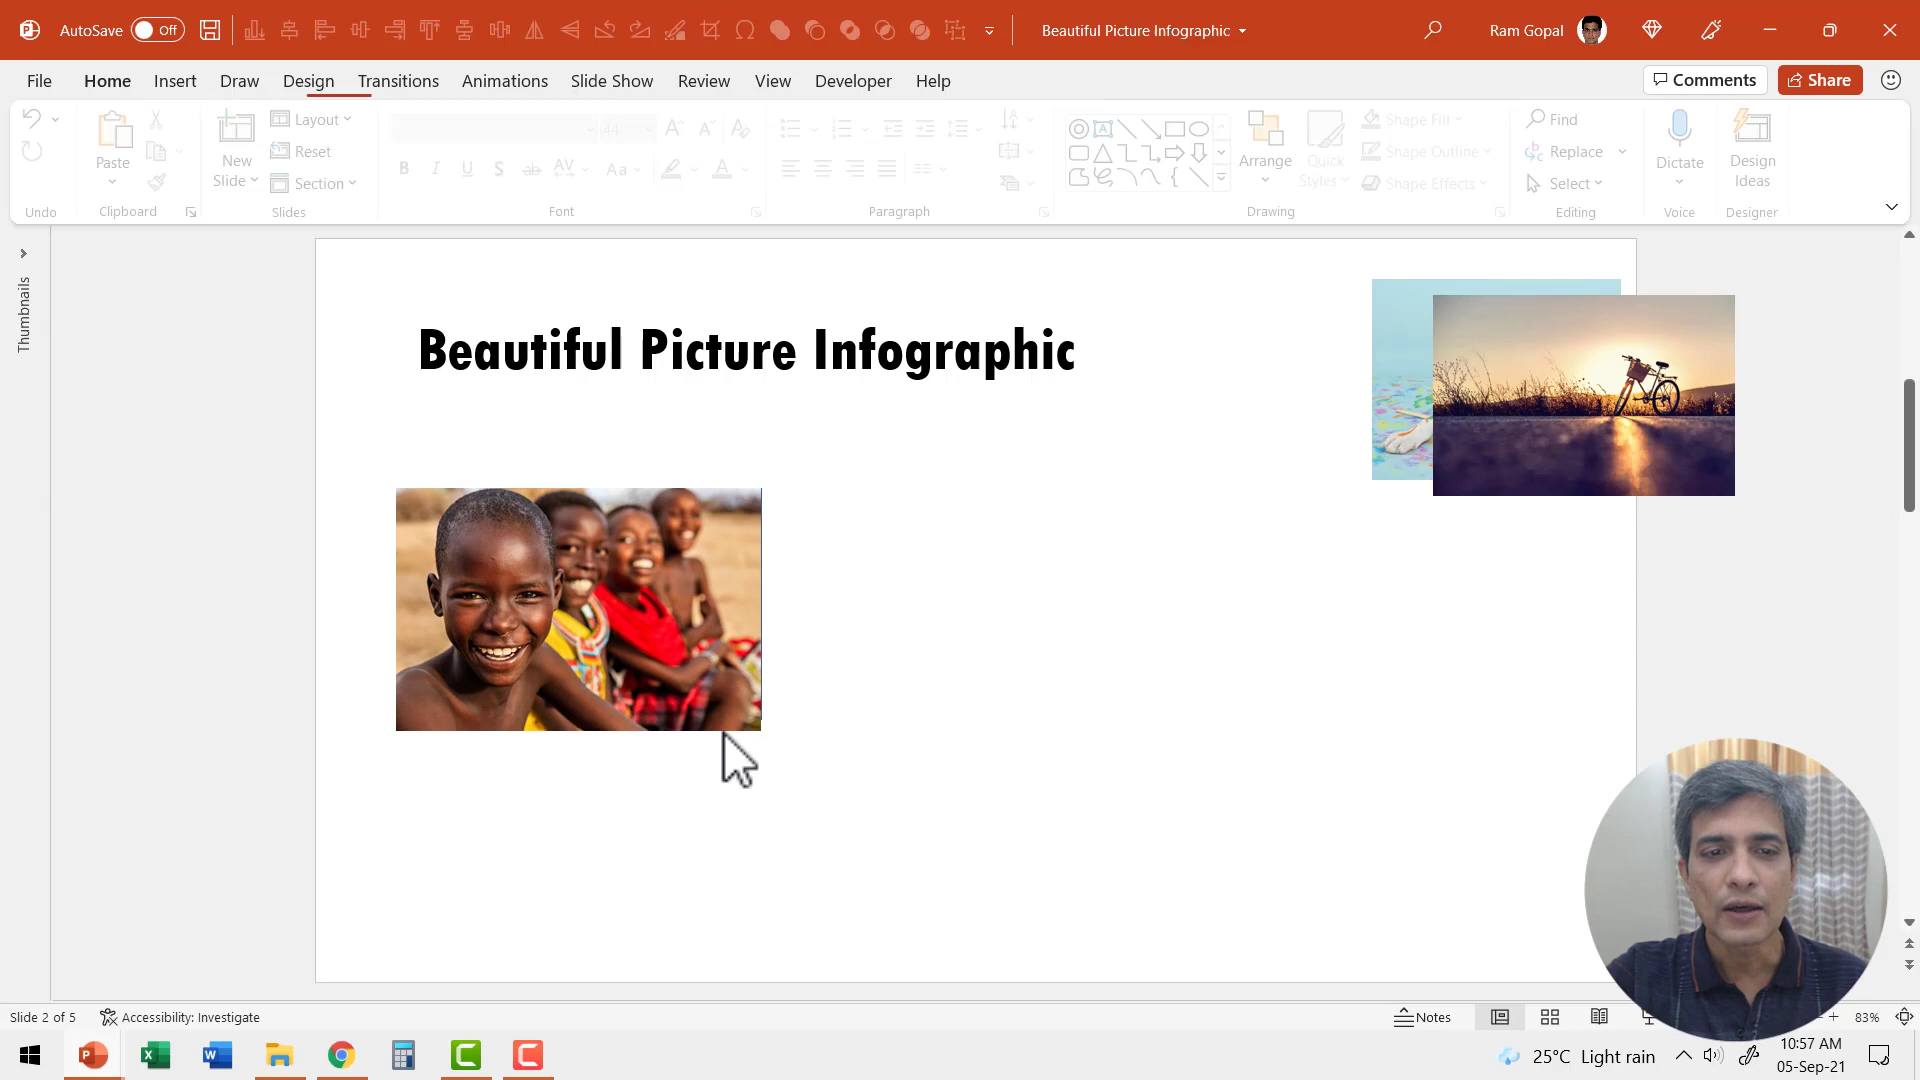 AutoSave Off
Beautiful Picture Infographic
Ram Gopal
File Home Insert Draw Design Transitions Animations Slide Show Review View Developer Help
Comments Share
Paste
New Slide
Layout
Reset
Section
44
Arrange
Quick Styles
Shape Fill
Shape Outline
Shape Effects
Find
Replace
Select
Dictate
Design Ideas
Undo Clipboard Slides Font Paragraph Drawing Editing Voice Designer
Thumbnails
Beautiful Picture Infographic
Slide 2 of 5 Accessibility: Investigate Notes 83%
25°C Light rain
10:57 AM
05-Sep-21